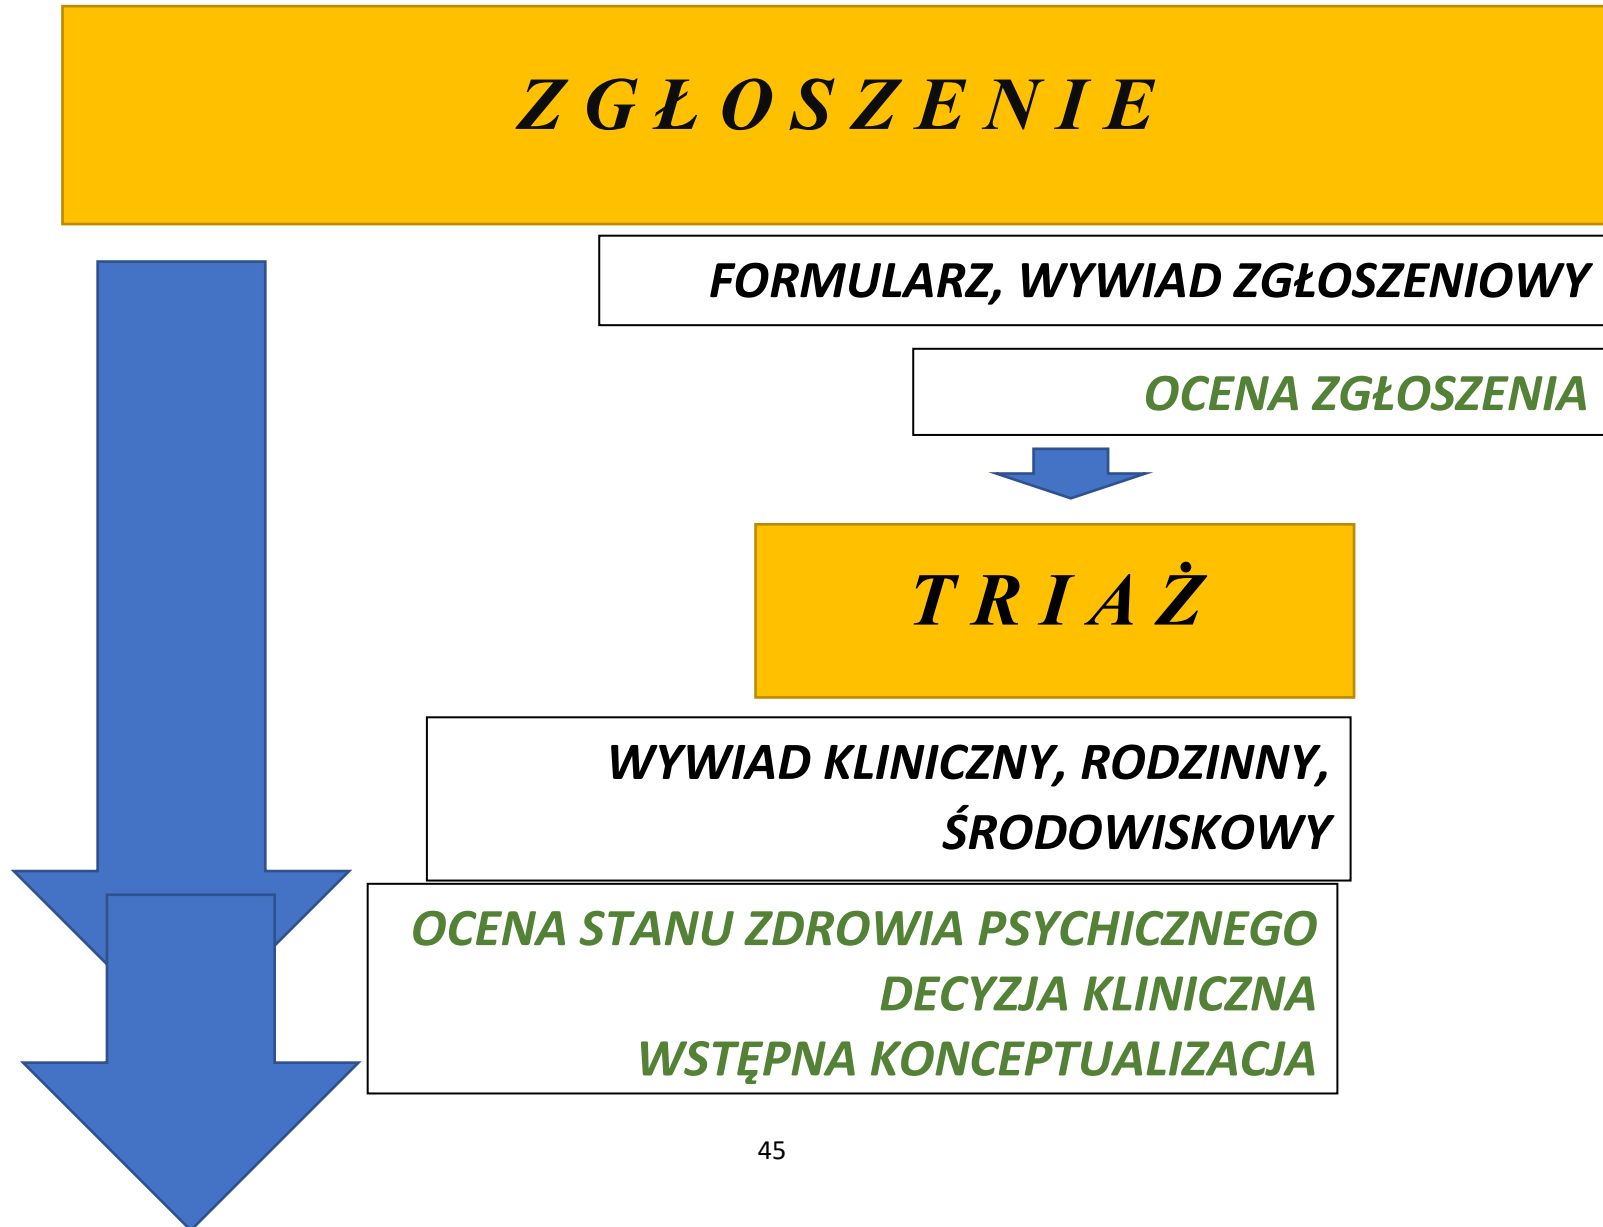 Z G Ł O S Z E N I E
FORMULARZ, WYWIAD ZGŁOSZENIOWY
OCENA ZGŁOSZENIA
T R I A Ż
WYWIAD KLINICZNY, RODZINNY,
ŚRODOWISKOWY
OCENA STANU ZDROWIA PSYCHICZNEGO
DECYZJA KLINICZNA
WSTĘPNA KONCEPTUALIZACJA
45